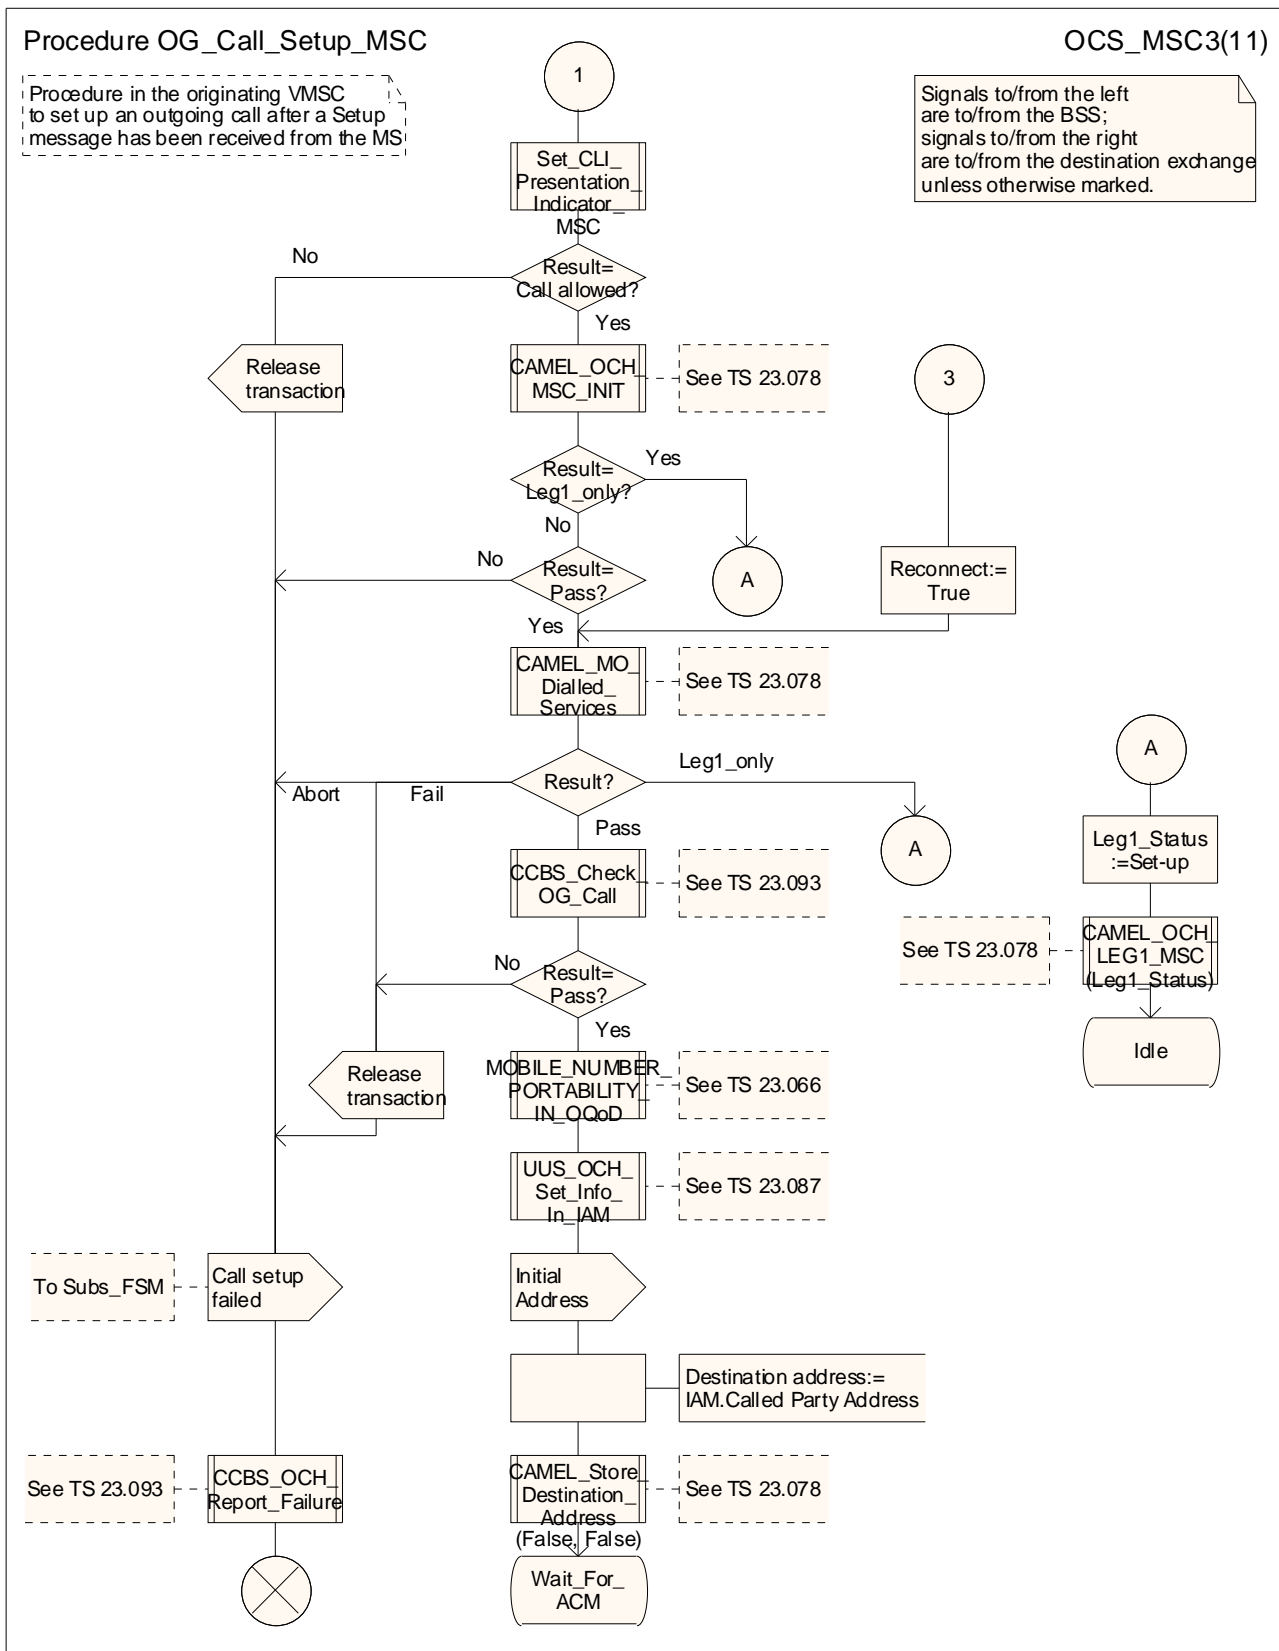 Procedure OG_Call_Setup_MSC
OCS_MSC3(11)
Procedure in the originating VMSC
to set up an outgoing call after a Setup
message has been received from the MS
1
Signals to/from the left
are to/from the BSS;
signals to/from the right
are to/from the destination exchange
unless otherwise marked.
Set_CLI_
Presentation_
Indicator_
MSC
No
Result=
Call allowed?
Yes
Release
transaction
CAMEL_OCH_
MSC_INIT
See TS 23.078
3
Result=
Leg1_only?
Yes
No
No
Result=
Pass?
A
Reconnect:=
True
Yes
CAMEL_MO_
Dialled_
Services
See TS 23.078
A
Result?
Leg1_only
Abort
Fail
Pass
A
Leg1_Status
:=Set-up
CCBS_Check_
OG_Call
See TS 23.093
See TS 23.078
CAMEL_OCH_
LEG1_MSC
(Leg1_Status)
No
Result=
Pass?
Yes
Idle
Release
transaction
MOBILE_NUMBER_
PORTABILITY_
IN_OQoD
See TS 23.066
UUS_OCH_
Set_Info_
In_IAM
See TS 23.087
To Subs_FSM
Call setup
failed
Initial
Address
Destination address:=
IAM.Called Party Address
See TS 23.093
CCBS_OCH_
Report_Failure
CAMEL_Store_
Destination_
Address
(False, False)
See TS 23.078
Wait_For_
ACM